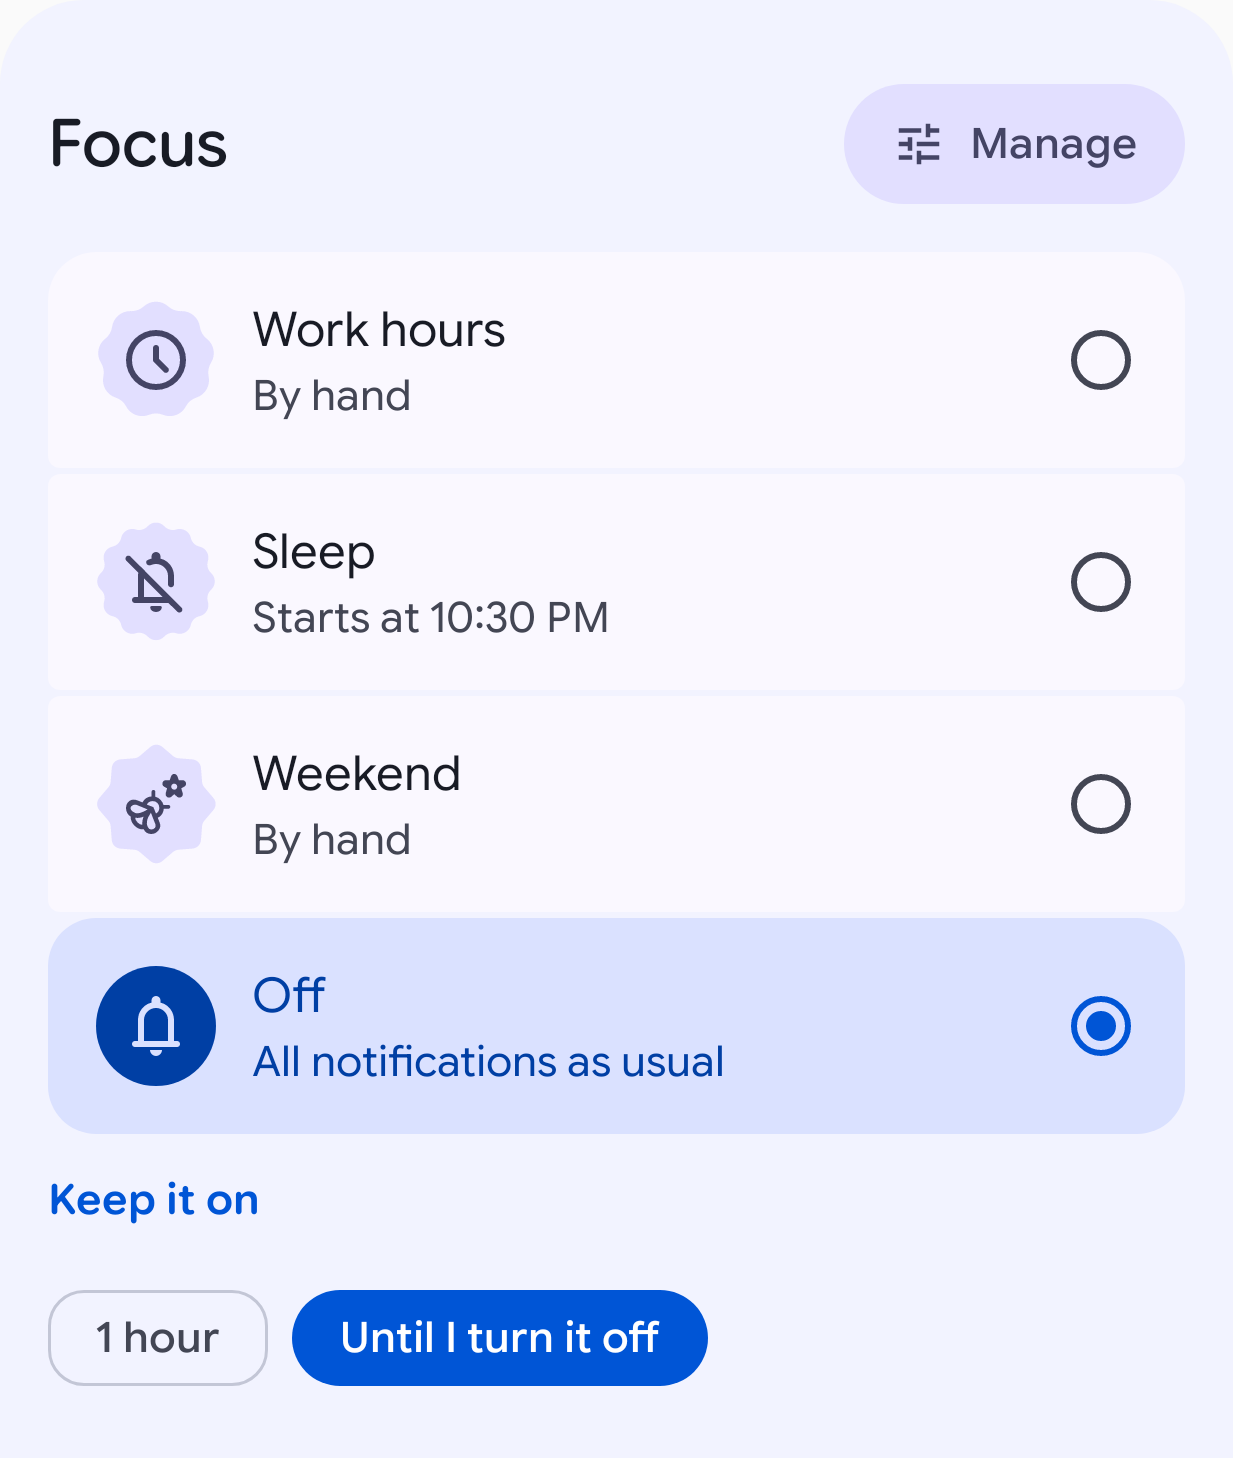 Focus
Manage
Work hours
By hand
Sleep
Starts at 10:30 PM
Weekend
By hand
Off
All notifications as usual
Keep it on
1 hour
Until I turn it off